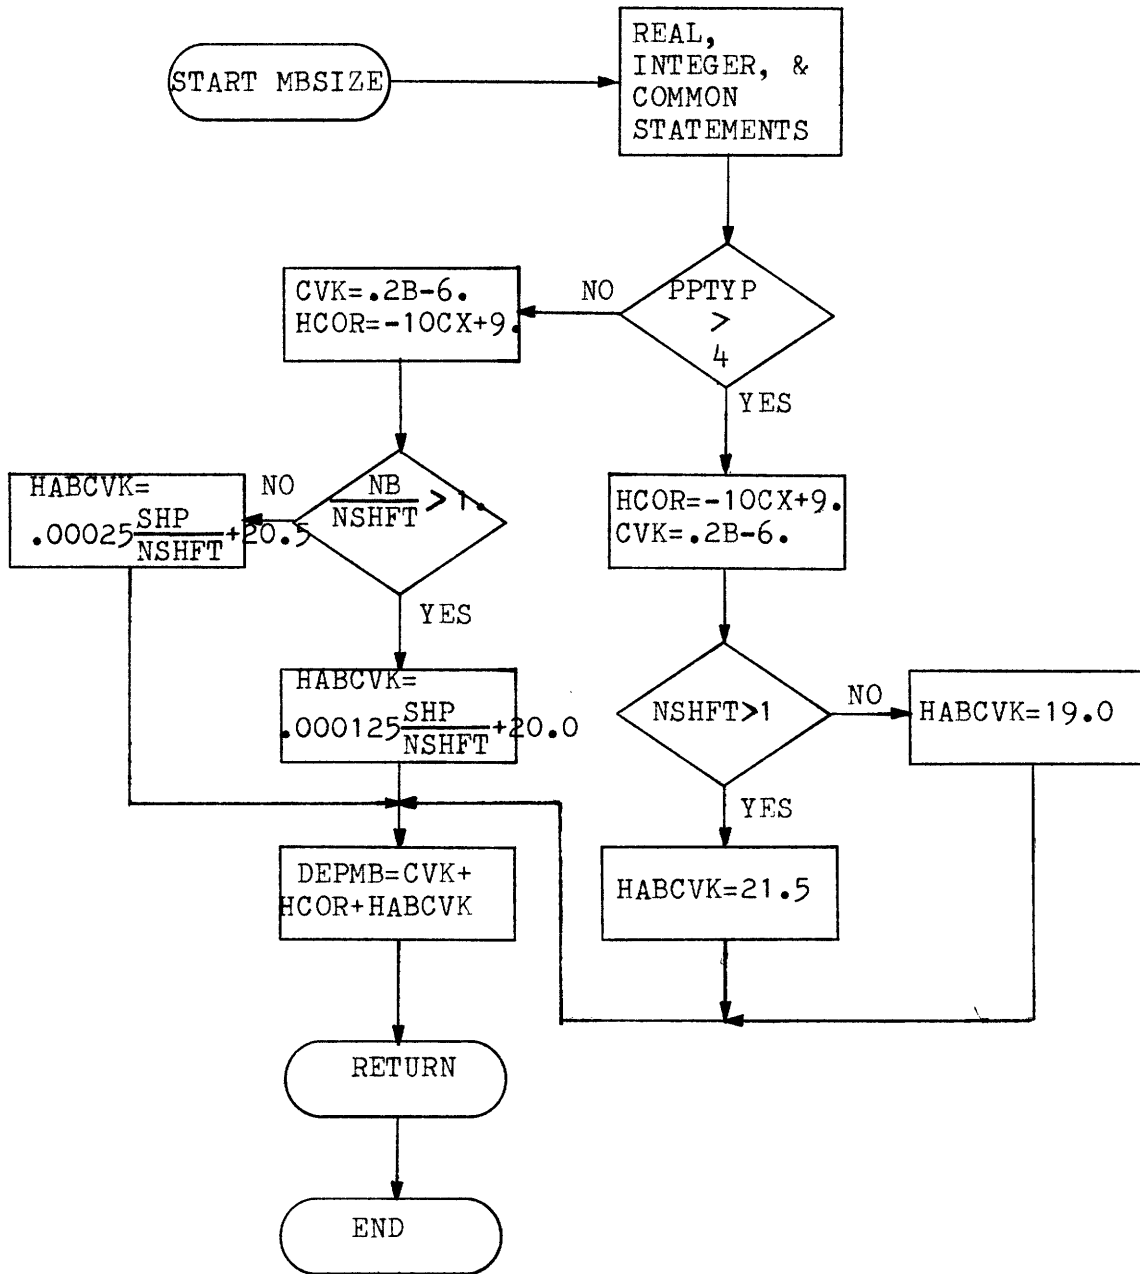 START MBSIZE
REAL,
INTEGER, &
COMMON
STATEMENTS
PPTYP
>
4
NO
YES
CVK=.2B-6.
HCOR=-10CX+9.
NB
NSHFT
> 1.
NO
YES
HABCVK=
.00025 SHP
NSHFT
+20.5
HABCVK=
.000125 SHP
NSHFT
+20.0
HCOR=-10CX+9.
CVK=.2B-6.
NSHFT>1
NO
YES
HABCVK=19.0
HABCVK=21.5
DEPMB=CVK+
HCOR+HABCVK
RETURN
END